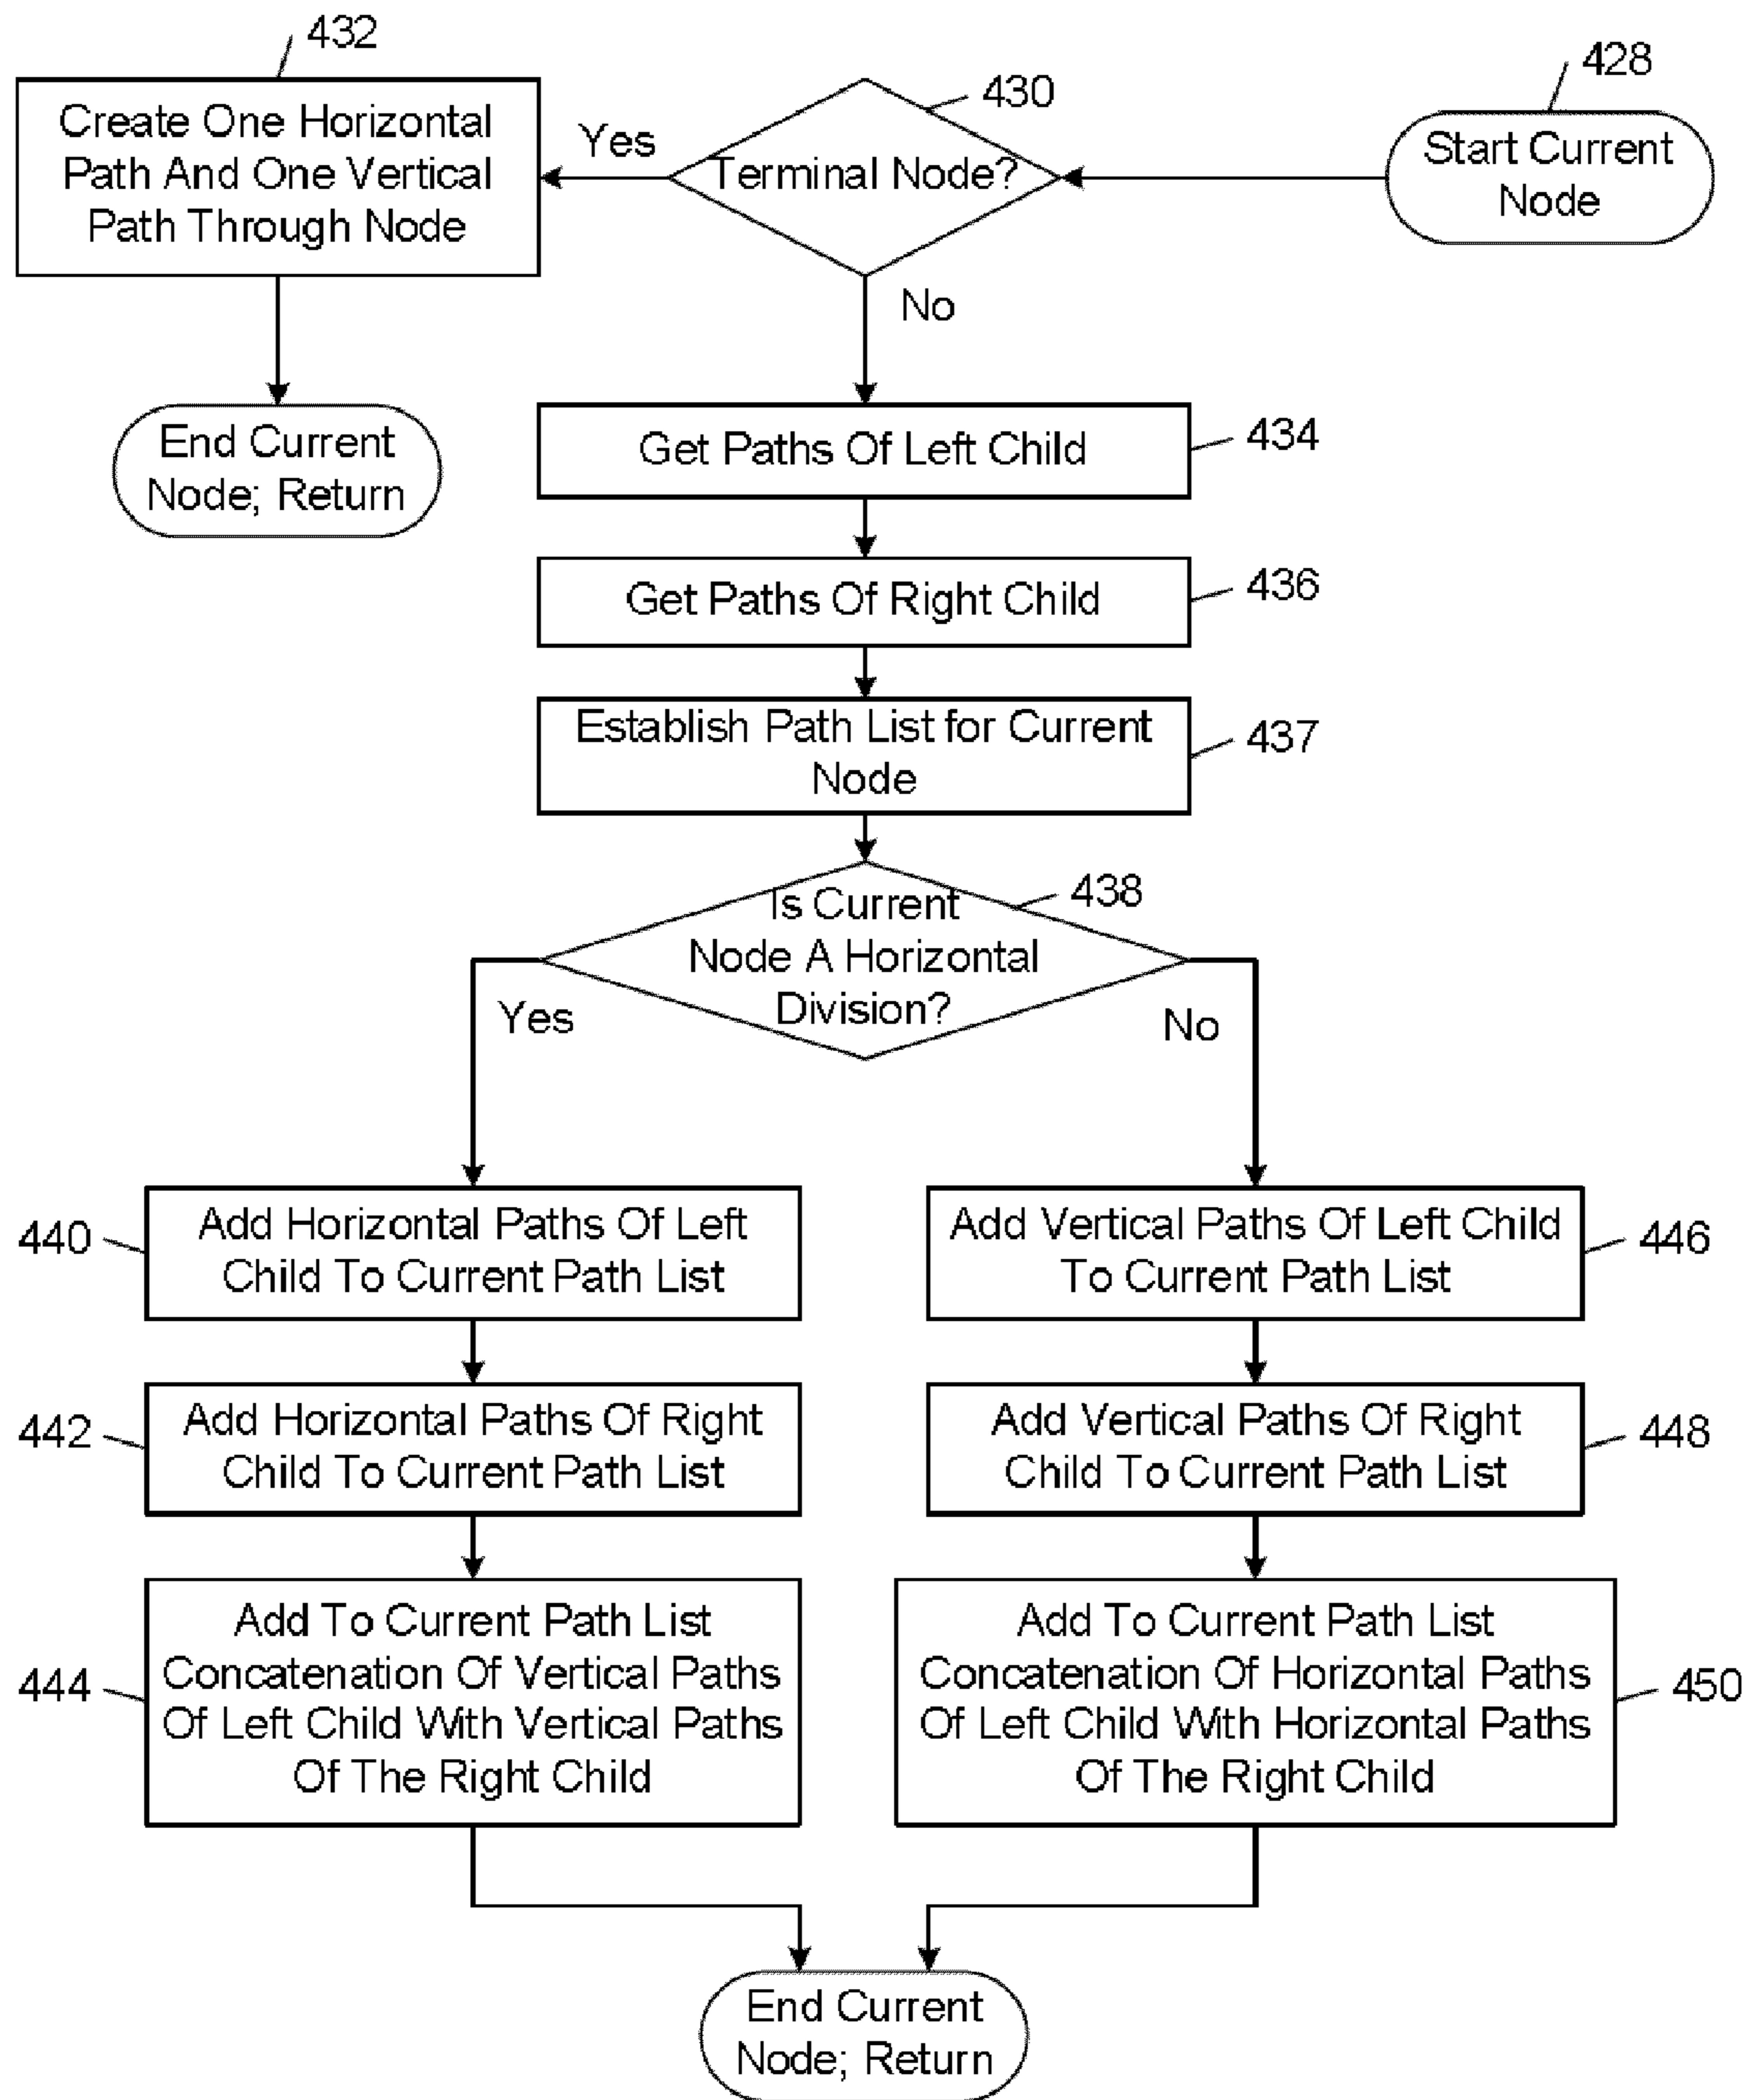 432
Create One Horizontal
Path And One Vertical
Path Through Node
Yes
430
Terminal Node?
428
Start Current
Node
No
End Current
Node; Return
Get Paths Of Left Child
434
Get Paths Of Right Child
436
Establish Path List for Current
Node
437
Is Current
Node A Horizontal
Division?
438
Yes
No
440
Add Horizontal Paths Of Left
Child To Current Path List
Add Vertical Paths Of Left Child
To Current Path List
446
442
Add Horizontal Paths Of Right
Child To Current Path List
Add Vertical Paths Of Right
Child To Current Path List
448
444
Add To Current Path List
Concatenation Of Vertical Paths
Of Left Child With Vertical Paths
Of The Right Child
Add To Current Path List
Concatenation Of Horizontal Paths
Of Left Child With Horizontal Paths
Of The Right Child
450
End Current
Node; Return